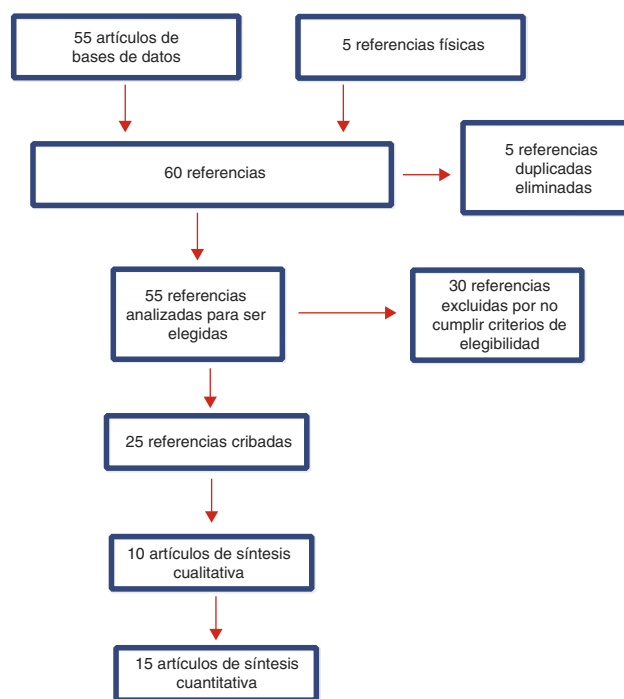 55 artículos de
bases de datos
5 referencias físicas
60 referencias
5 referencias
duplicadas
eliminadas
55 referencias
analizadas para ser
elegidas
30 referencias
excluidas por no
cumplir criterios de
elegibilidad
25 referencias cribadas
10 artículos de síntesis
cualitativa
15 artículos de síntesis
cuantitativa